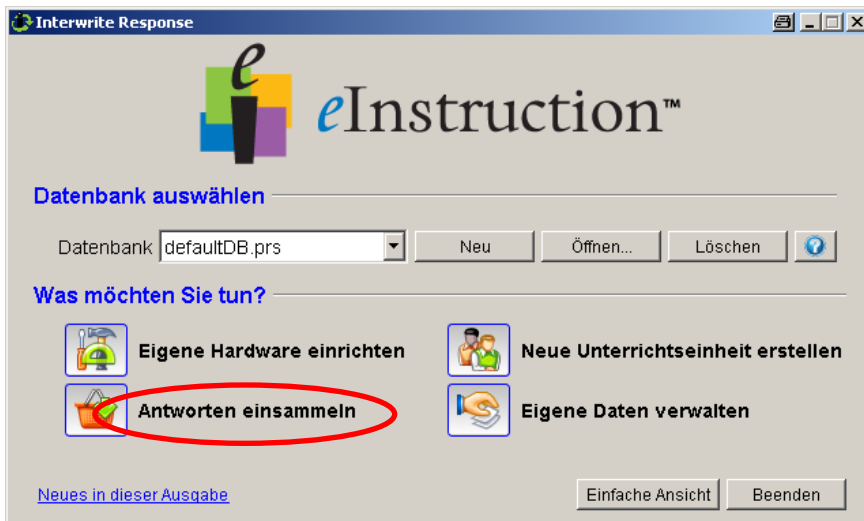 Interwrite Response
eInstruction™
Datenbank auswählen
Datenbank defaultDB.prs Neu Öffnen... Löschen
Was möchten Sie tun?
Eigene Hardware einrichten Neue Unterrichtseinheit erstellen
Antworten einsammeln Eigene Daten verwalten
Neues in dieser Ausgabe Einfache Ansicht Beenden